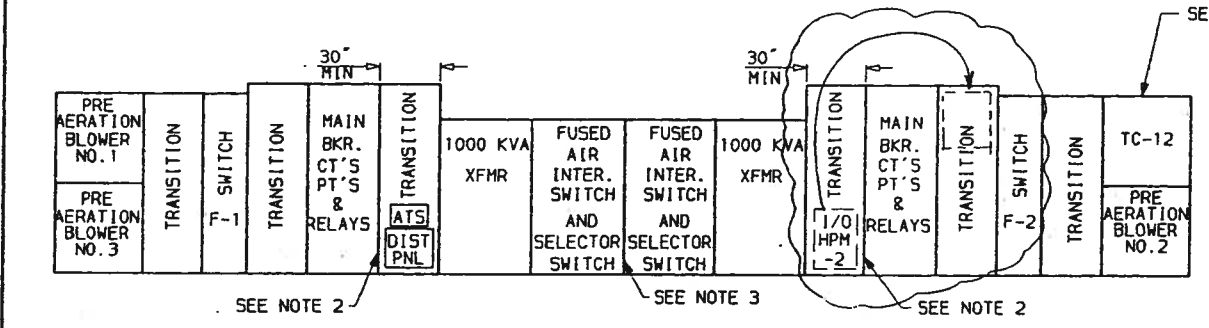 SE
30"
MIN
30"
MIN
PRE
AERATION
BLOWER
NO.1
PRE
AERATION
BLOWER
NO.3
TRANSITION
SWITCH
F-1
TRANSITION
MAIN
BKR.
CT'S
PT'S
&
RELAYS
TRANSITION
ATS
DIST
PNL
1000 KVA
XFMR
FUSED
AIR
INTER.
SWITCH
AND
SELECTOR
SWITCH
FUSED
AIR
INTER.
SWITCH
AND
SELECTOR
SWITCH
1000 KVA
XFMR
TRANSITION
I/O
HPM
-2
MAIN
BKR.
CT'S
PT'S
&
RELAYS
TRANSITION
SWITCH
F-2
TRANSITION
TC-12
PRE
AERATION
BLOWER
NO.2
SEE NOTE 2
SEE NOTE 3
SEE NOTE 2